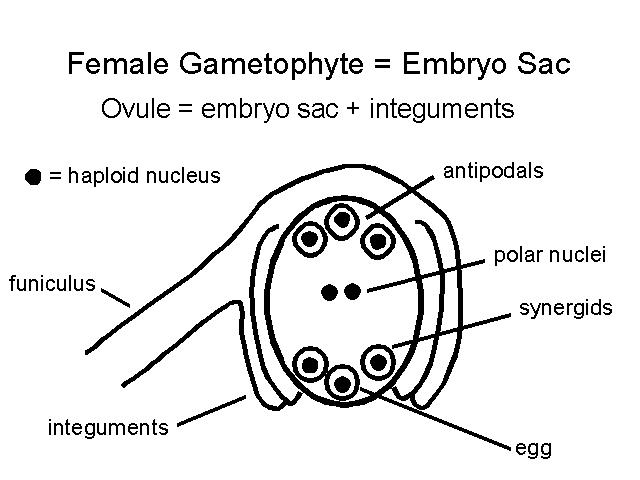 Female Gametophyte = Embryo Sac
Ovule = embryo sac + integuments
= haploid nucleus
antipodals
polar nuclei
funiculus
synergids
integuments
egg